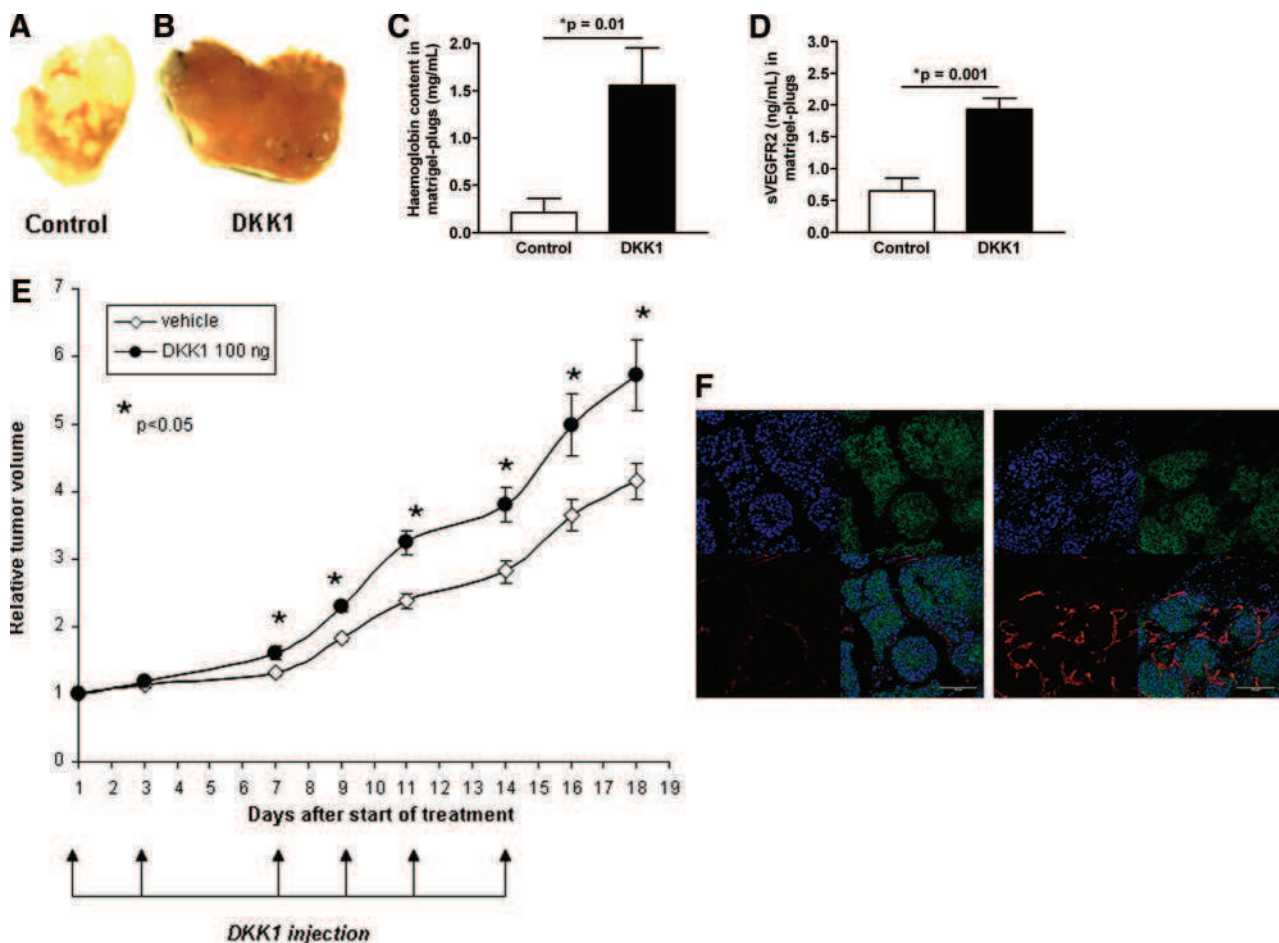 A
B
Control
DKK1
C
*p = 0.01
Haemoglobin content in
matrigel-plugs (mg/mL)
2.0
1.5
1.0
0.5
0.0
Control
DKK1
D
*p = 0.001
sVEGFR2 (ng/mL) in
matrigel-plugs
3.0
2.5
2.0
1.5
1.0
0.5
0.0
Control
DKK1
E
7
6
5
4
3
2
1
0
Relative tumor volume
vehicle
DKK1 100 ng
*
p<0.05
* * * * * *
1 2 3 4 5 6 7 8 9 10 11 12 13 14 15 16 17 18 19
Days after start of treatment
DKK1 injection
F